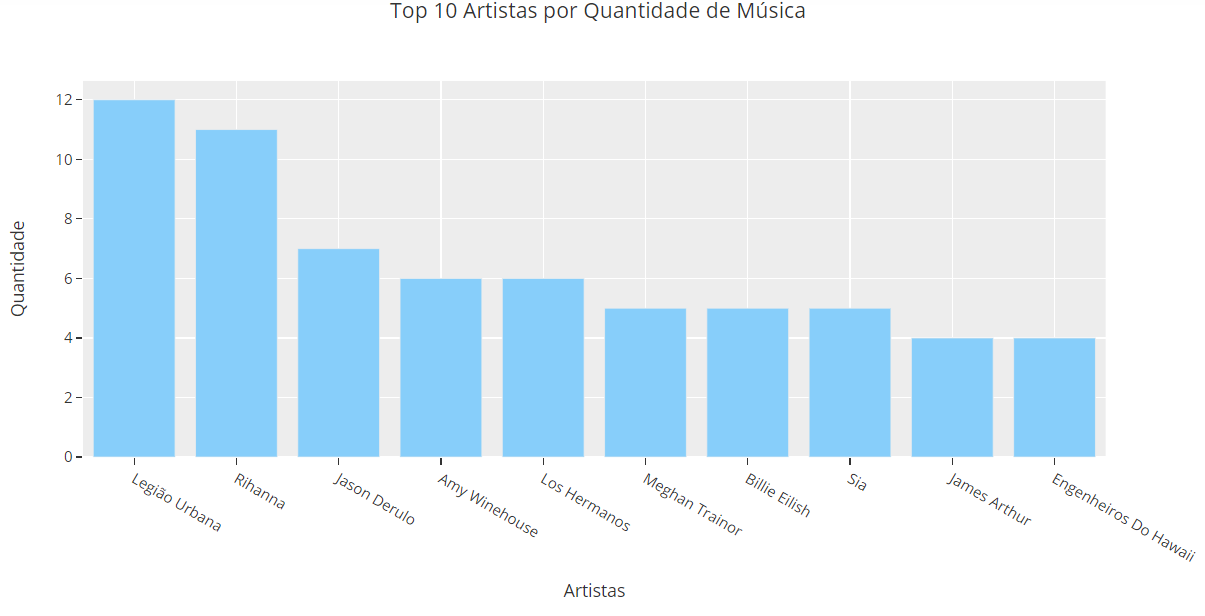 Top 10 Artistas por Quantidade de Música
Quantidade
12
10
8
6
4
2
0
Legião Urbana
Rihanna
Jason Derulo
Amy Winehouse
Los Hermanos
Meghan Trainor
Billie Eilish
Sia
James Arthur
Engenheiros Do Hawaii
Artistas